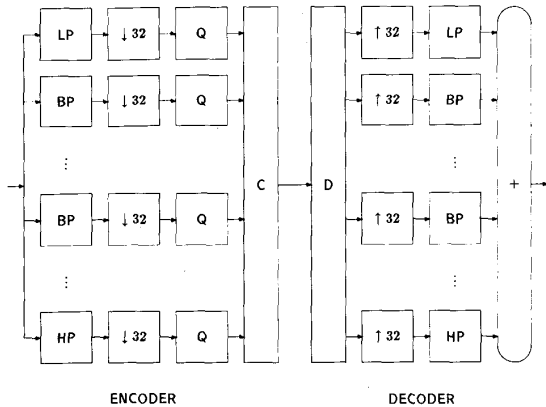 LP ↓ 32 Q ↑ 32 LP
BP ↓ 32 Q ↑ 32 BP
⋮ ⋮
C D +
BP ↓ 32 Q ↑ 32 BP
⋮ ⋮
HP ↓ 32 Q ↑ 32 HP
ENCODER DECODER